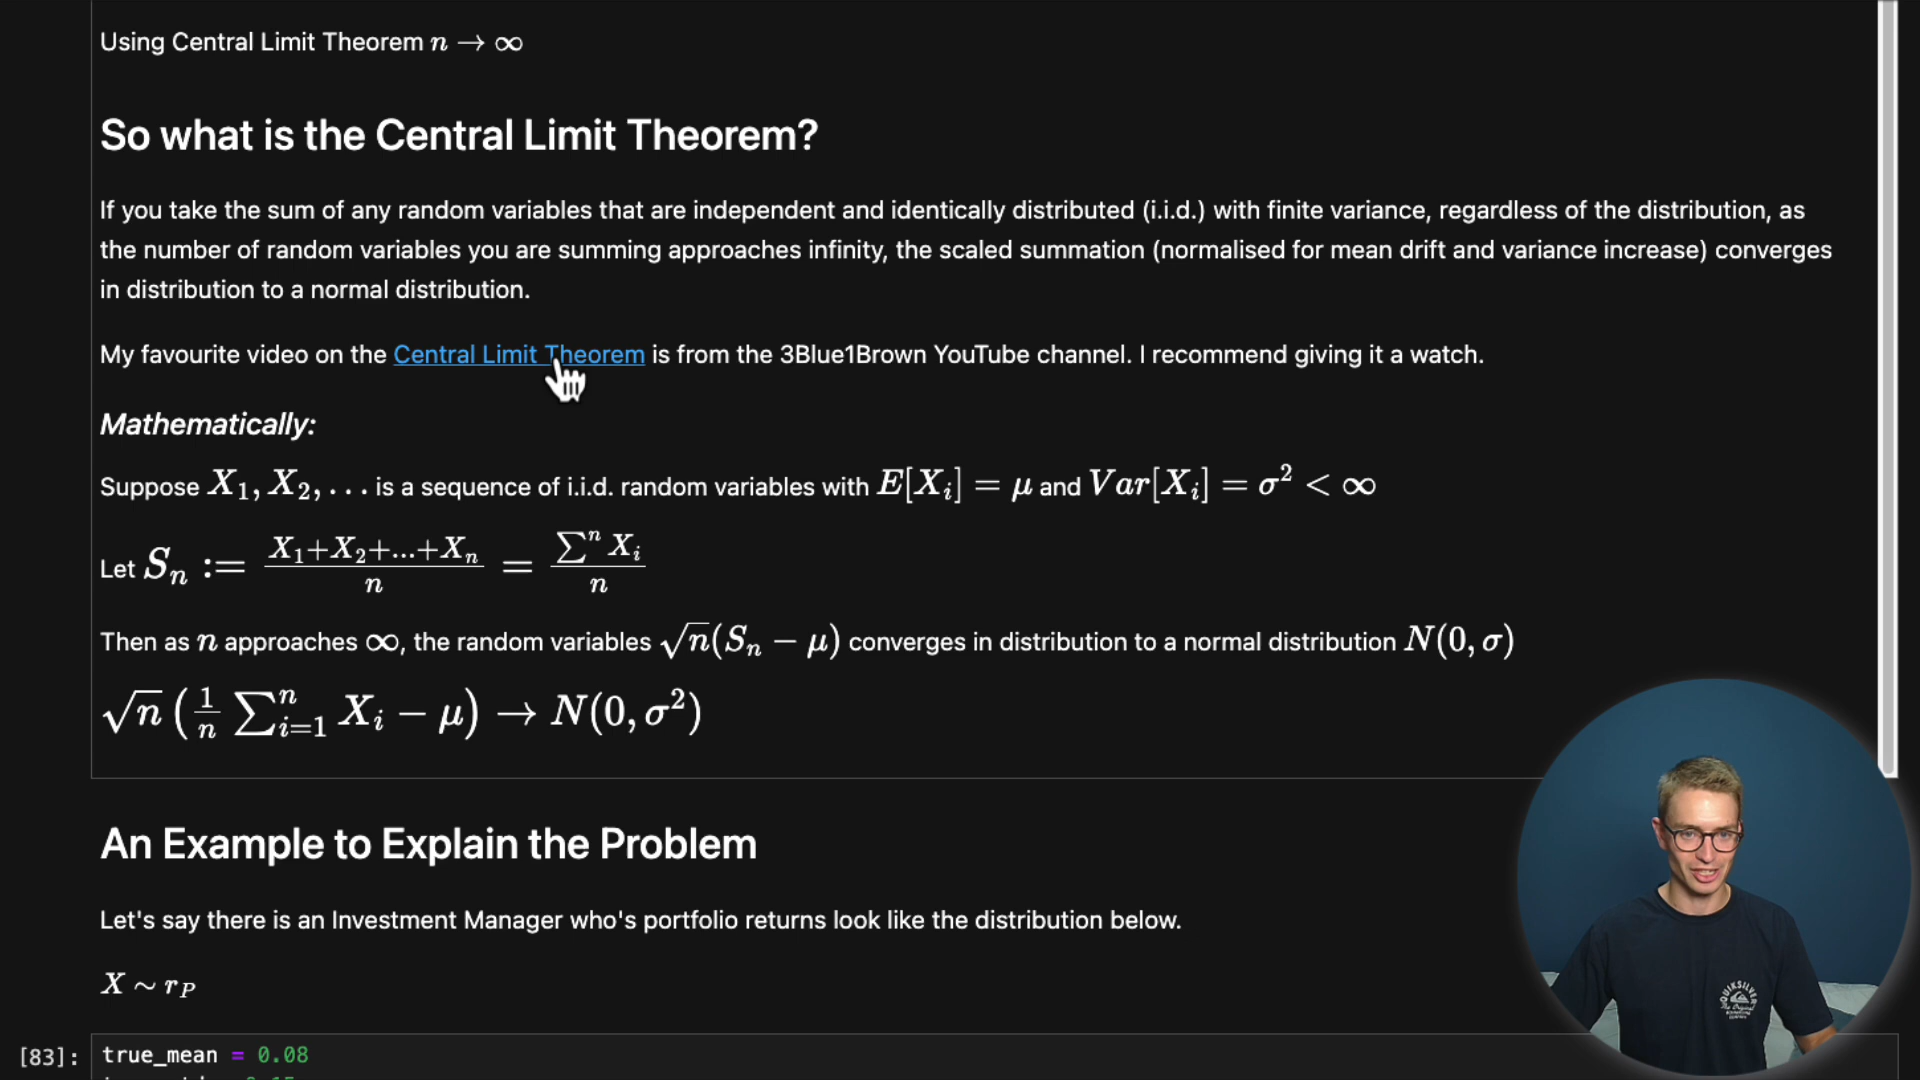 Using Central Limit Theorem n → ∞
So what is the Central Limit Theorem?
If you take the sum of any random variables that are independent and identically distributed (i.i.d.) with finite variance, regardless of the distribution, as
the number of random variables you are summing approaches infinity, the scaled summation (normalised for mean drift and variance increase) converges
in distribution to a normal distribution.
My favourite video on the Central Limit Theorem is from the 3Blue1Brown YouTube channel. I recommend giving it a watch.
Mathematically:
Suppose X₁, X₂, . . . is a sequence of i.i.d. random variables with E[Xᵢ] = μ and Var[Xᵢ] = σ² < ∞
Let Sₙ := (X₁+X₂+...+Xₙ)/n = (∑ⁿ Xᵢ)/n
Then as n approaches ∞, the random variables √n(Sₙ − μ) converges in distribution to a normal distribution N(0, σ)
√n (1/n ∑ⁿᵢ₌₁ Xᵢ − μ) → N(0, σ²)
An Example to Explain the Problem
Let's say there is an Investment Manager who's portfolio returns look like the distribution below.
X ∼ r_P
[83]: true_mean = 0.08
QUIKSILVER